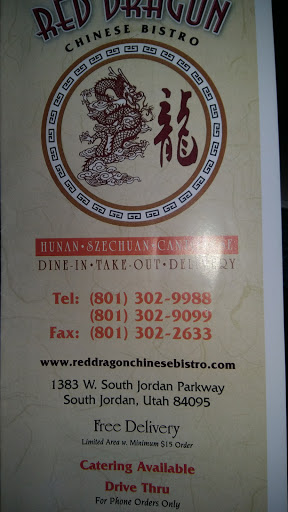 RED DRAGON
CHINESE BISTRO
龍
HUNAN • SZECHUAN • CANTONESE
DINE-IN • TAKE-OUT • DELIVERY
Tel: (801) 302-9988
(801) 302-9099
Fax: (801) 302-2633
www.reddragonchinesebistro.com
1383 W. South Jordan Parkway
South Jordan, Utah 84095
Free Delivery
Limited Area w. Minimum $15 Order
Catering Available
Drive Thru
For Phone Orders Only